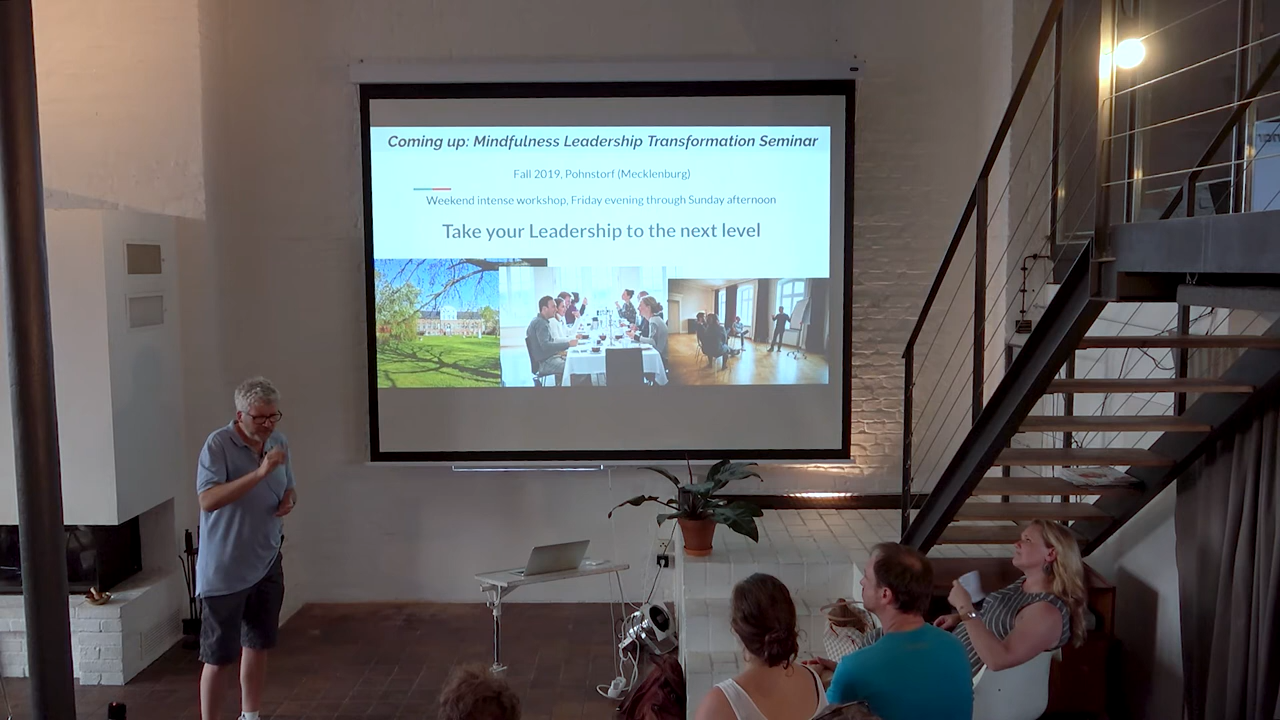 Coming up: Mindfulness Leadership Transformation Seminar
Fall 2019, Pohnstorf (Mecklenburg)
Weekend intense workshop, Friday evening through Sunday afternoon
Take your Leadership to the next level